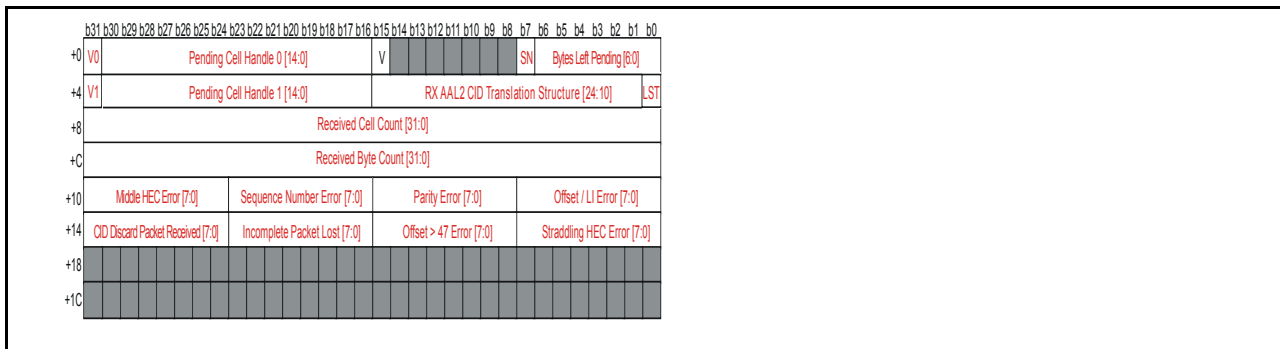 b31 b30 b29 b28 b27 b26 b25 b24 b23 b22 b21 b20 b19 b18 b17 b16 b15 b14 b13 b12 b11 b10 b9 b8 b7 b6 b5 b4 b3 b2 b1 b0
+0 V0 Pending Cell Handle 0 [14:0] V SN Bytes Left Pending [6:0]
+4 V1 Pending Cell Handle 1 [14:0] RX AAL2 CID Translation Structure [24:10] LST
+8 Received Cell Count [31:0]
+C Received Byte Count [31:0]
+10 Middle HEC Error [7:0] Sequence Number Error [7:0] Parity Error [7:0] Offset / LI Error [7:0]
+14 CID Discard Packet Received [7:0] Incomplete Packet Lost [7:0] Offset > 47 Error [7:0] Straddling HEC Error [7:0]
+18
+1C